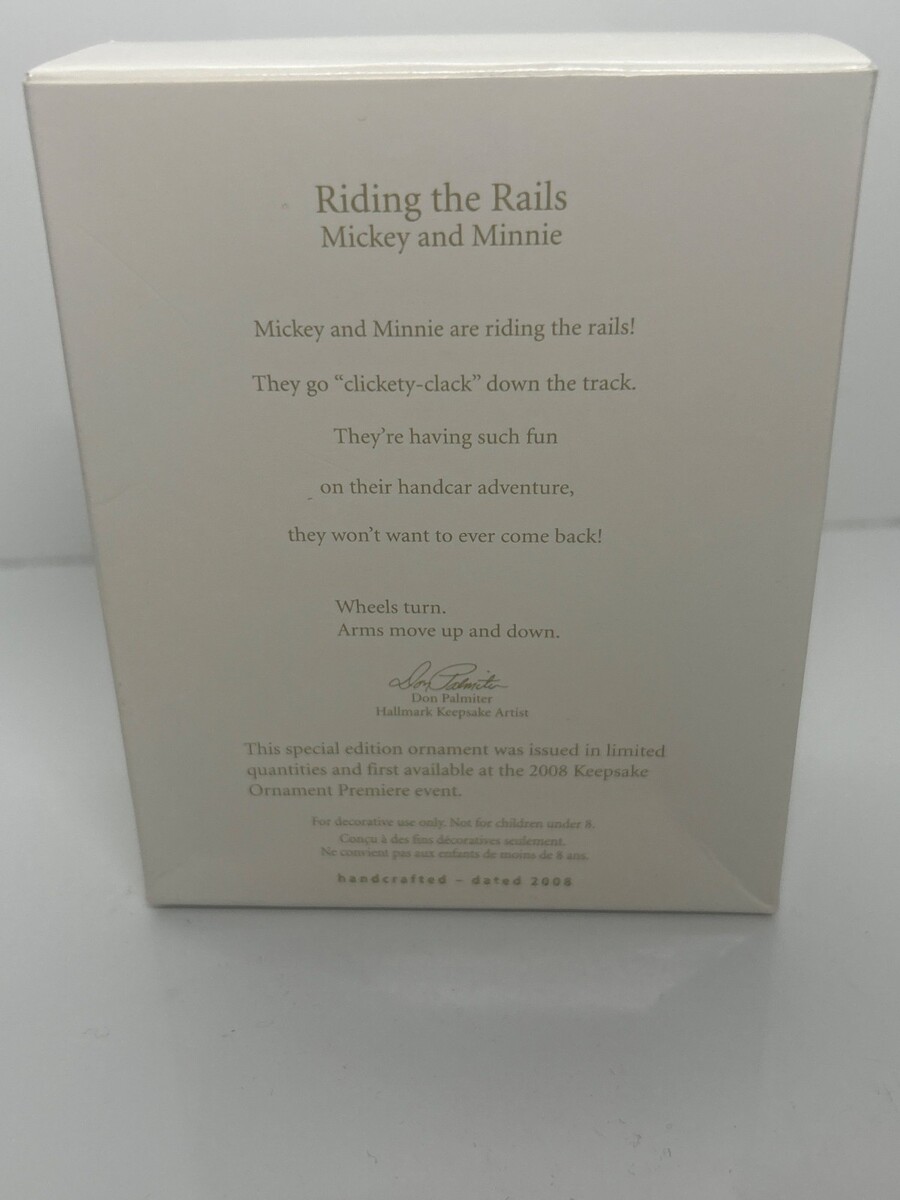 Riding the Rails
Mickey and Minnie
Mickey and Minnie are riding the rails!
They go “clickety-clack” down the track.
They’re having such fun
on their handcar adventure,
they won’t want to ever come back!
Wheels turn.
Arms move up and down.
Don Palmiter
Don Palmiter
Hallmark Keepsake Artist
This special edition ornament was issued in limited
quantities and first available at the 2008 Keepsake
Ornament Premiere event.
For decorative use only. Not for children under 8.
Conçu à des fins décoratives seulement.
Ne convient pas aux enfants de moins de 8 ans.
handcrafted – dated 2008